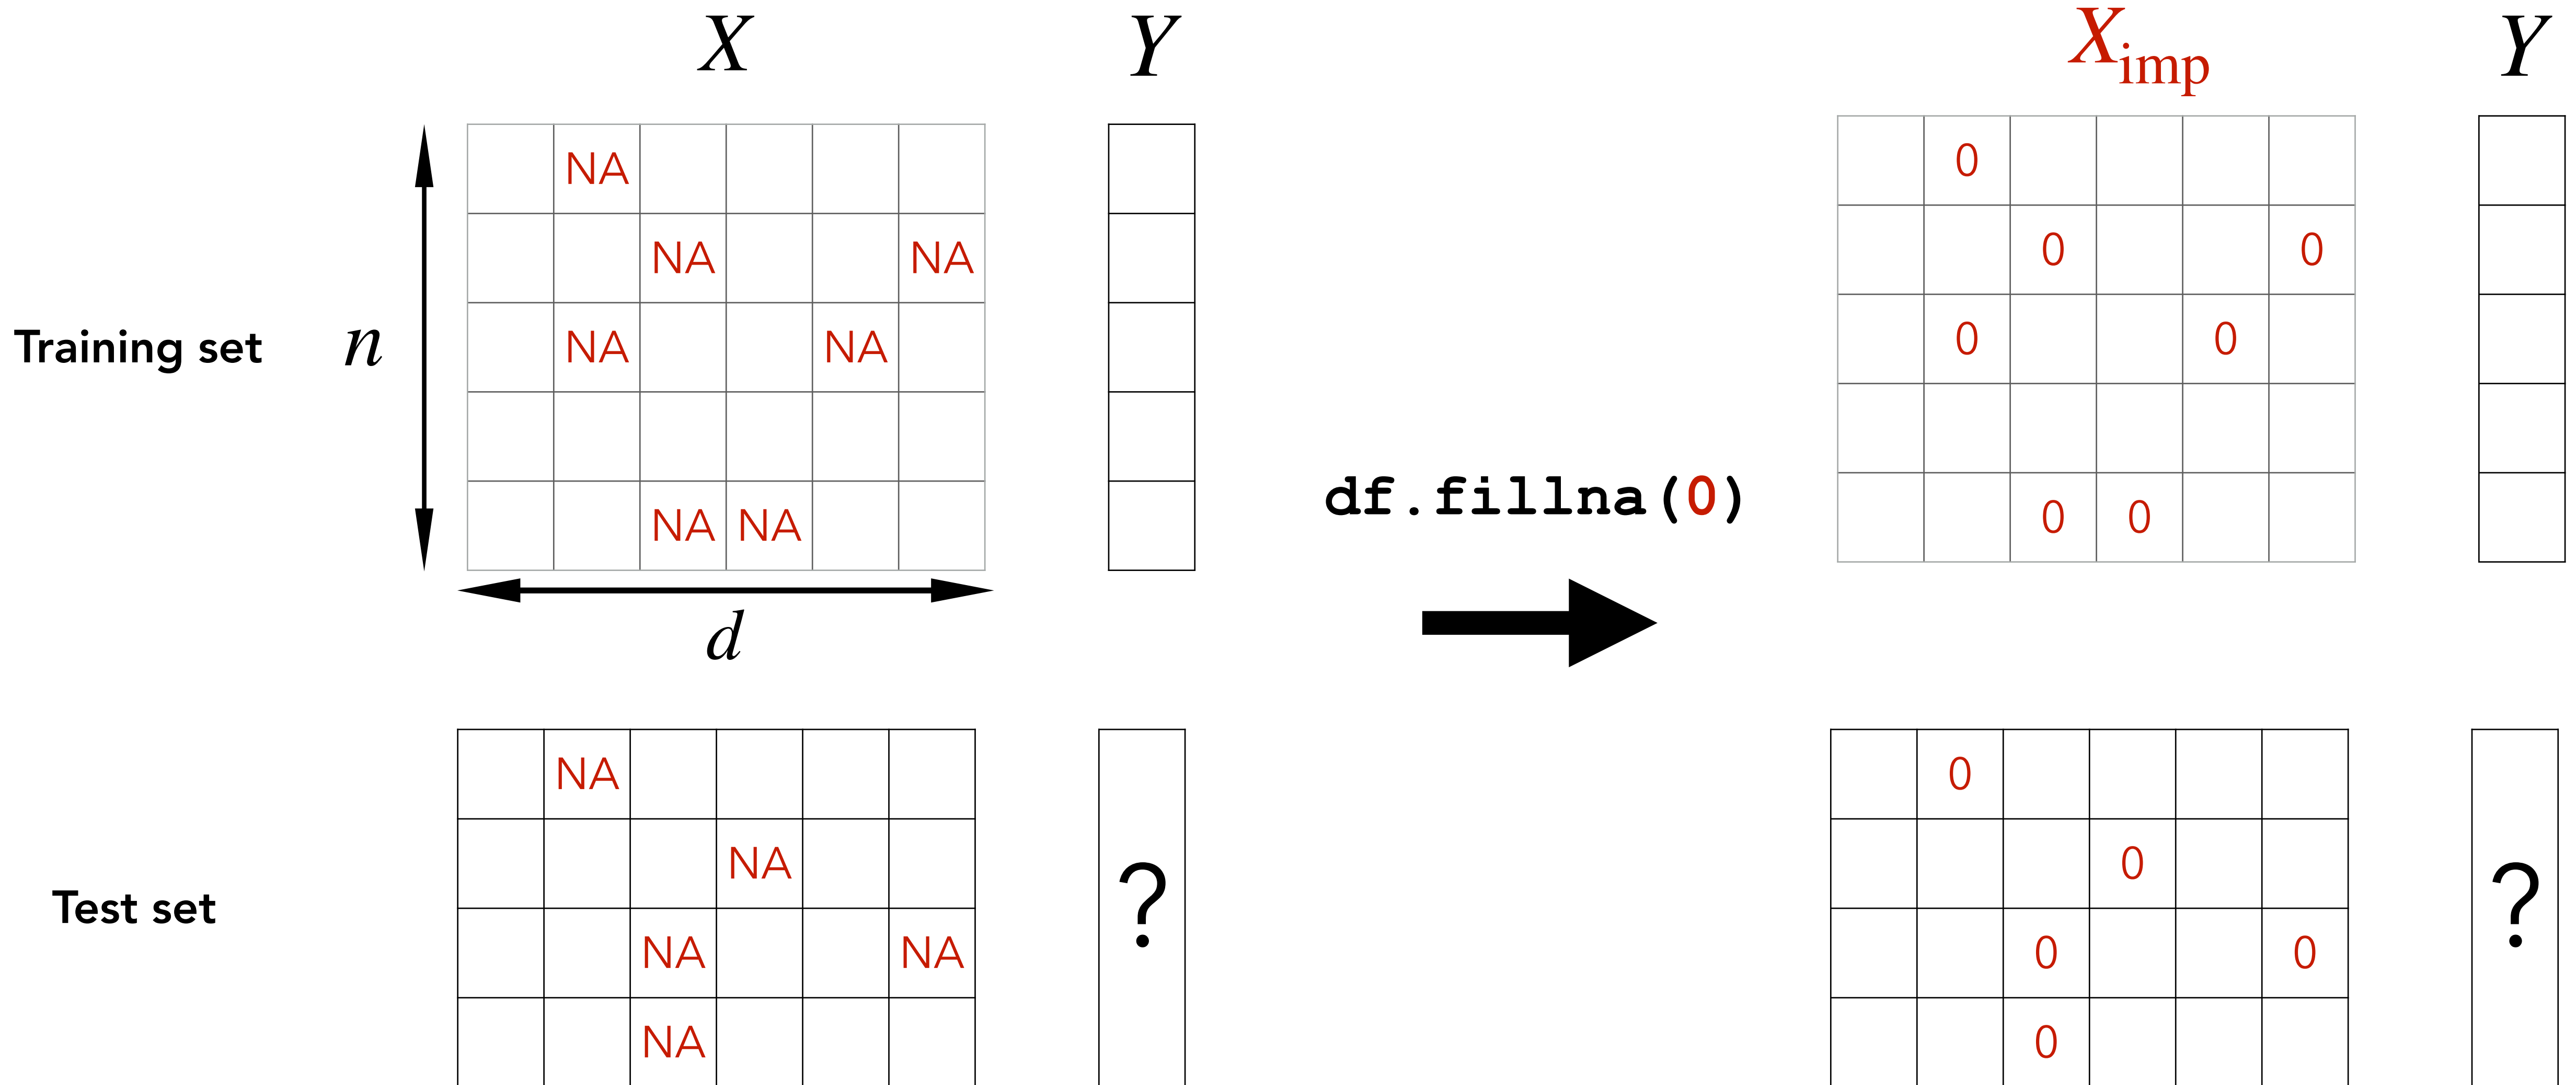 X Y X_imp Y
NA 0
NA NA 0 0
Training set n NA NA 0 0
df.fillna(0)
NA NA 0 0
d
NA 0
NA ? 0 ?
Test set
NA NA 0 0
NA 0